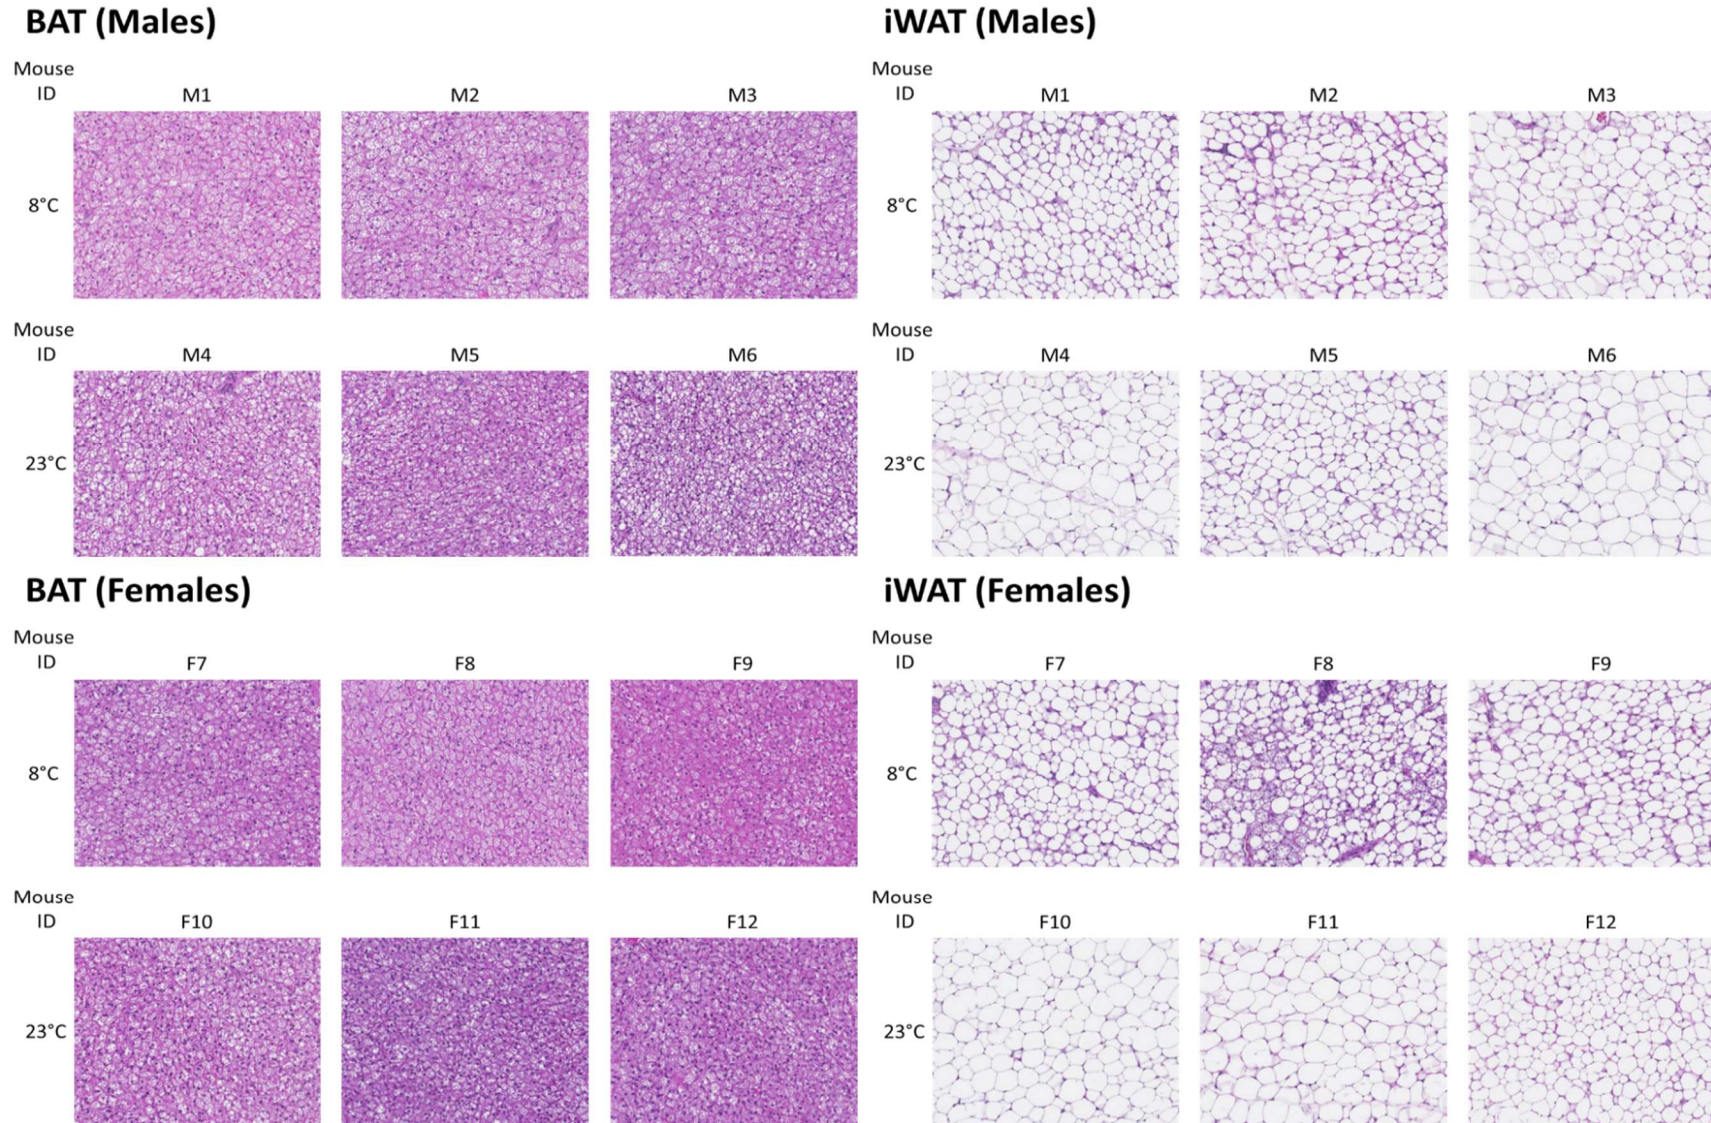 BAT (Males)
Mouse
ID M1 M2 M3
8°C
Mouse
ID M4 M5 M6
23°C
iWAT (Males)
Mouse
ID M1 M2 M3
8°C
Mouse
ID M4 M5 M6
23°C
BAT (Females)
Mouse
ID F7 F8 F9
8°C
Mouse
ID F10 F11 F12
23°C
iWAT (Females)
Mouse
ID F7 F8 F9
8°C
Mouse
ID F10 F11 F12
23°C